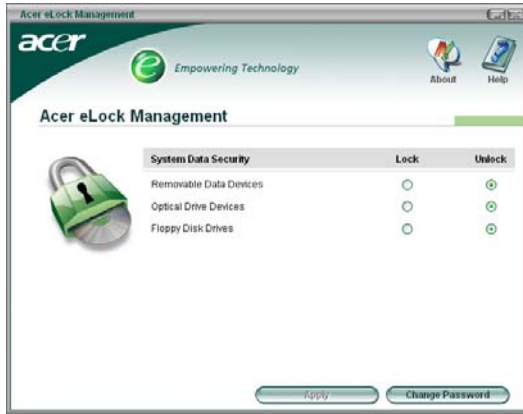 Acer eLock Management
acer
e Empowering Technology
About Help
Acer eLock Management
System Data Security Lock Unlock
Removable Data Devices
Optical Drive Devices
Floppy Disk Drives
Apply Change Password